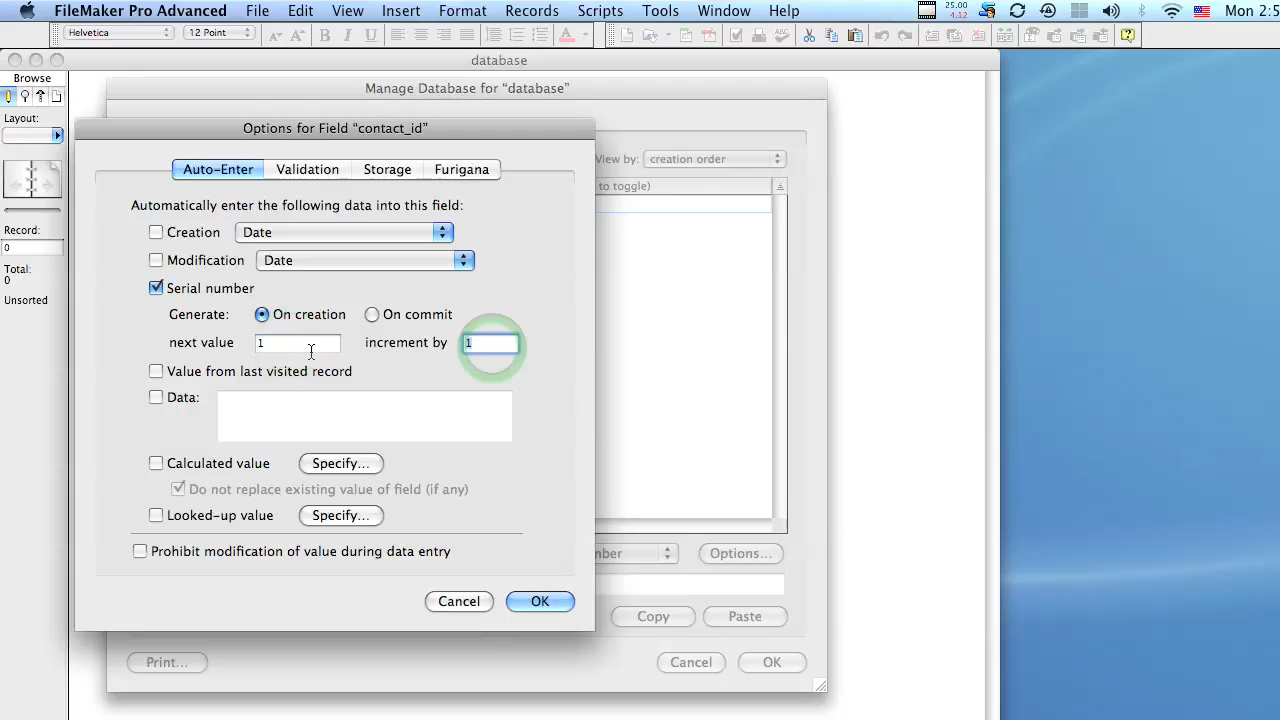 FileMaker Pro Advanced File Edit View Insert Format Records Scripts Tools Window Help 25.00 4.12 Mon 2:5
Helvetica 12 Point
database
Browse
Manage Database for “database”
Layout:
Options for Field “contact_id”
View by: creation order
Auto-Enter Validation Storage Furigana
to toggle)
Automatically enter the following data into this field:
Creation Date
Record:
0
Modification Date
Total:
0
Serial number
Unsorted
Generate: On creation On commit
next value 1 increment by 1
Value from last visited record
Data:
Calculated value Specify...
Do not replace existing value of field (if any)
Looked-up value Specify...
Prohibit modification of value during data entry
mber Options...
Cancel OK
Copy Paste
Print... Cancel OK